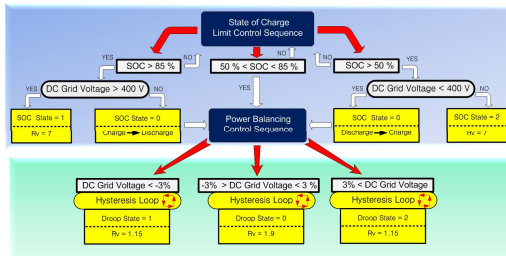 State of Charge
Limit Control Sequence
YES
NO
NO
YES
SOC > 85 %
50 % < SOC < 85 %
SOC > 50 %
YES
YES
DC Grid Voltage > 400 V
NO
YES
DC Grid Voltage < 400 V
NO
SOC State = 1
Rv = 7
SOC State = 0
Charge Discharge
Power Balancing
Control Sequence
SOC State = 0
Discharge Charge
SOC State = 2
Rv = 7
DC Grid Voltage < -3%
-3% > DC Grid Voltage < 3 %
3% < DC Grid Voltage
Hysteresis Loop
Hysteresis Loop
Hysteresis Loop
Droop State = 1
Rv = 1.15
Droop State = 0
Rv = 1.9
Droop State = 2
Rv = 1.15